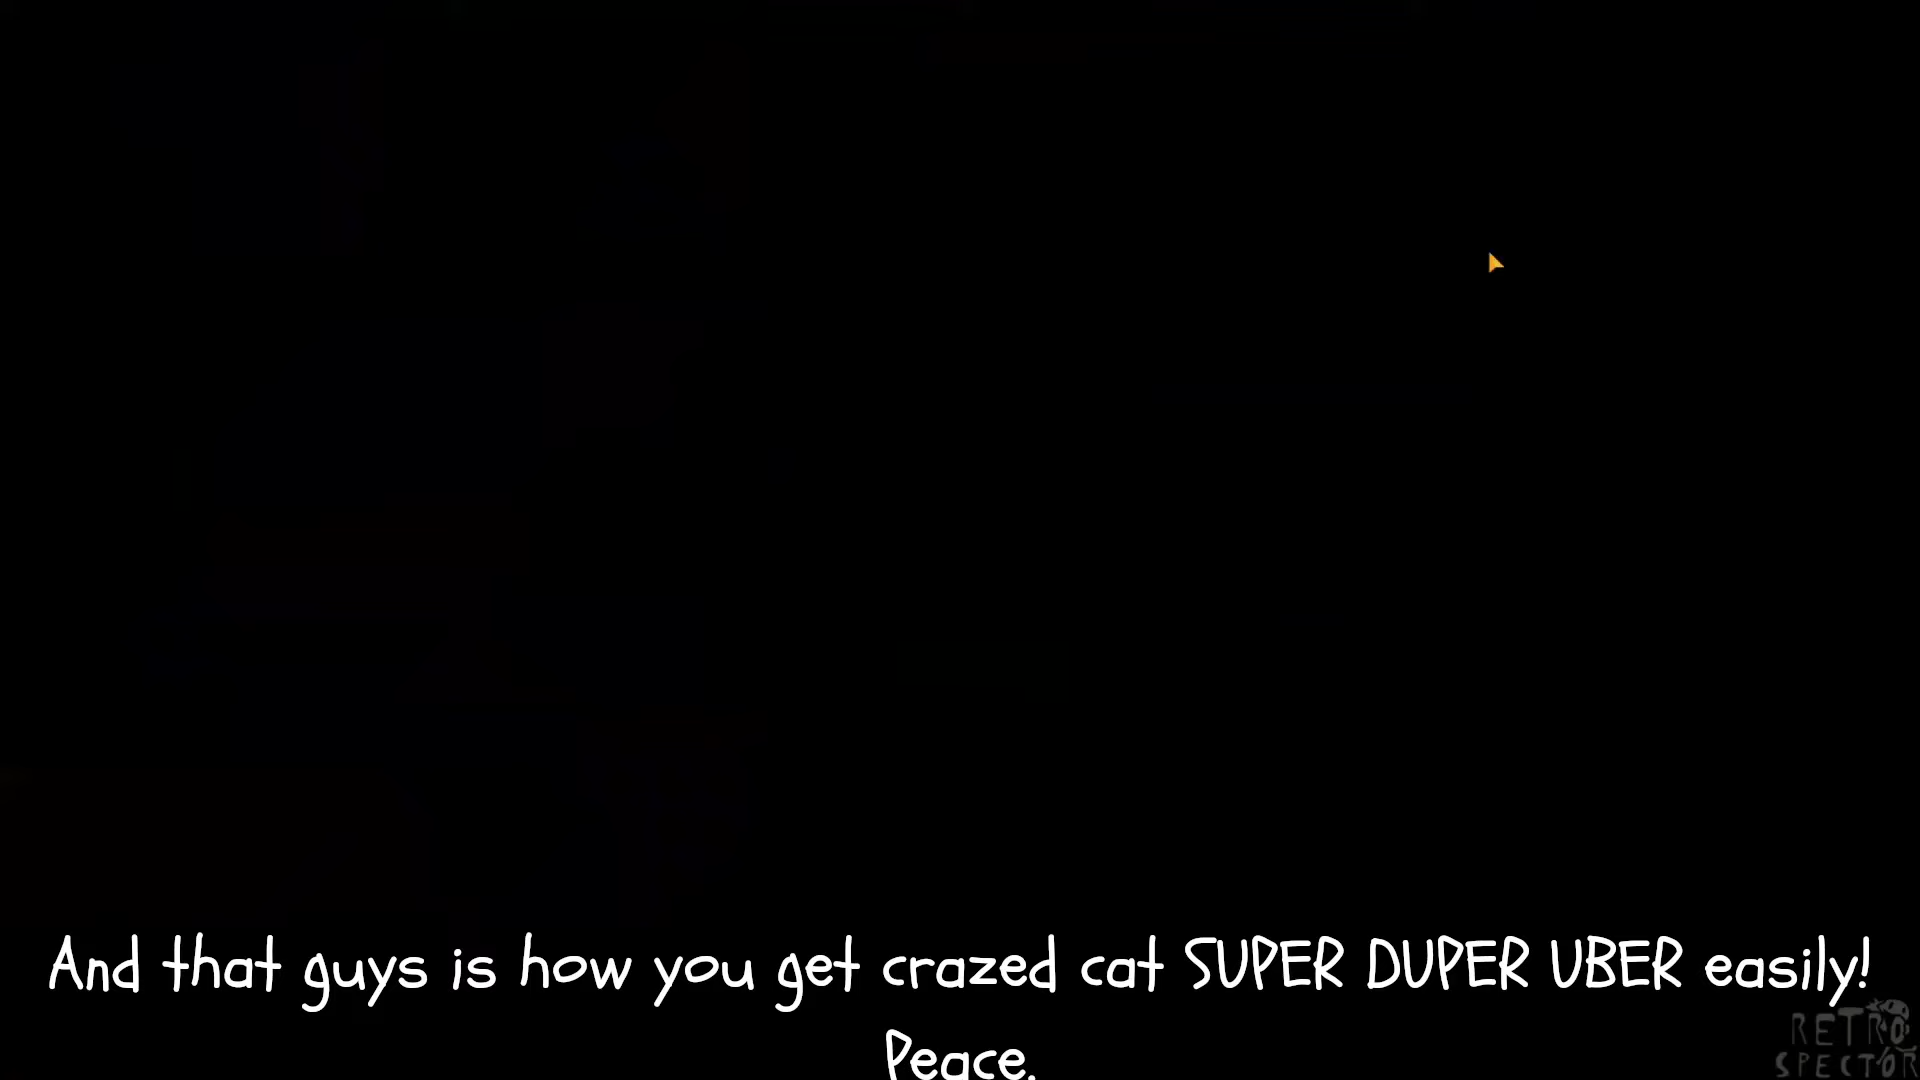 And that guys is how you get crazed cat SUPER DUPER UBER easily!
Peace.
RETRO
SPECTOR